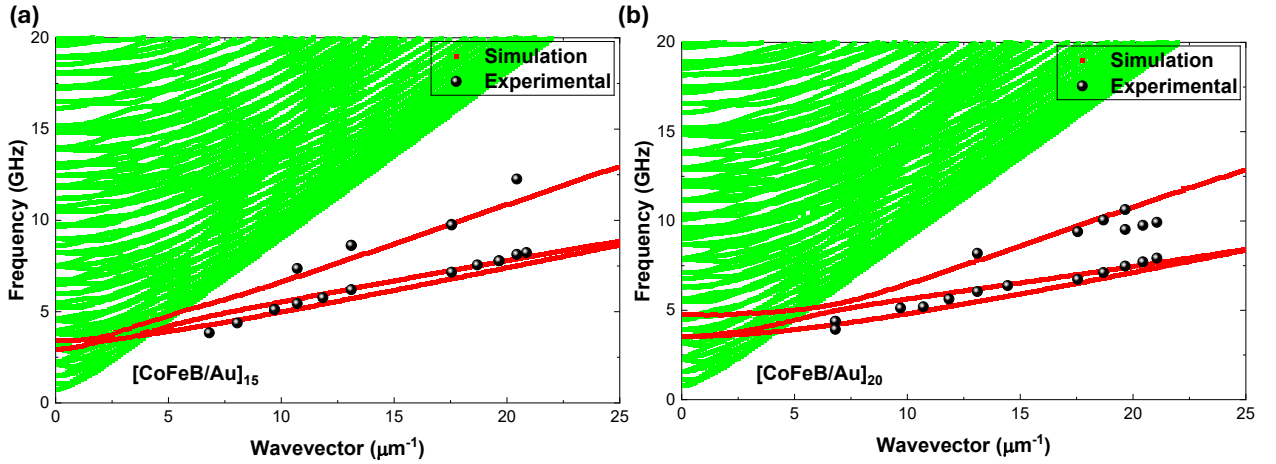 (a)
20
15
10
5
0
Frequency (GHz)
Simulation
Experimental
[CoFeB/Au]15
0 5 10 15 20 25
Wavevector (μm-1)
(b)
20
15
10
5
0
Frequency (GHz)
Simulation
Experimental
[CoFeB/Au]20
0 5 10 15 20 25
Wavevector (μm-1)